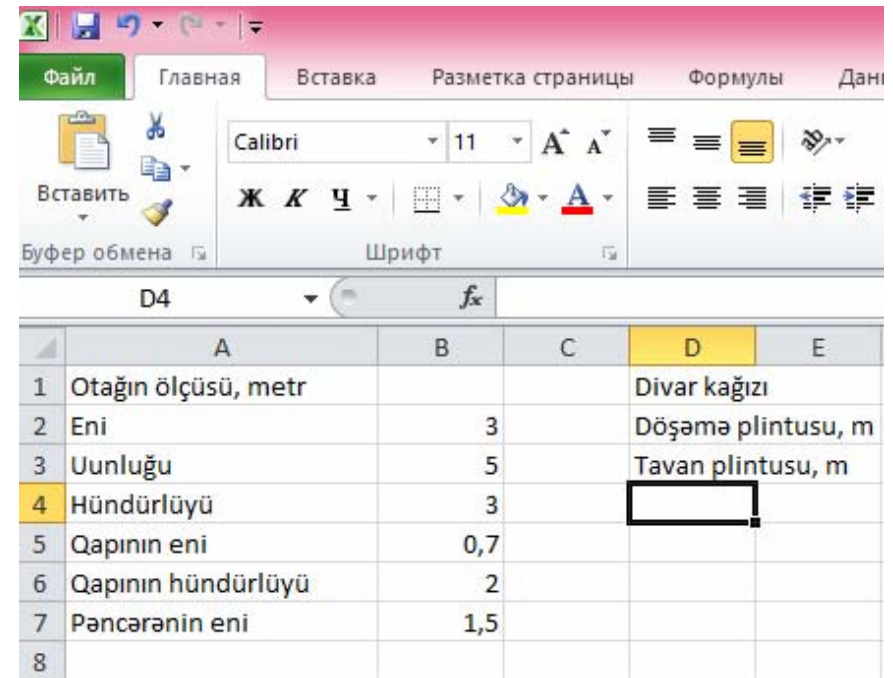 Файл Главная Вставка Разметка страницы Формулы Данн
Calibri 11 A A
Вставить Ж К Ч А
Буфер обмена Шрифт
D4 fx
A B C D E
1 Otağın ölçüsü, metr Divar kağızı
2 Eni 3 Döşəmə plintusu, m
3 Uunluğu 5 Tavan plintusu, m
4 Hündürlüyü 3
5 Qapının eni 0,7
6 Qapının hündürlüyü 2
7 Pəncərənin eni 1,5
8